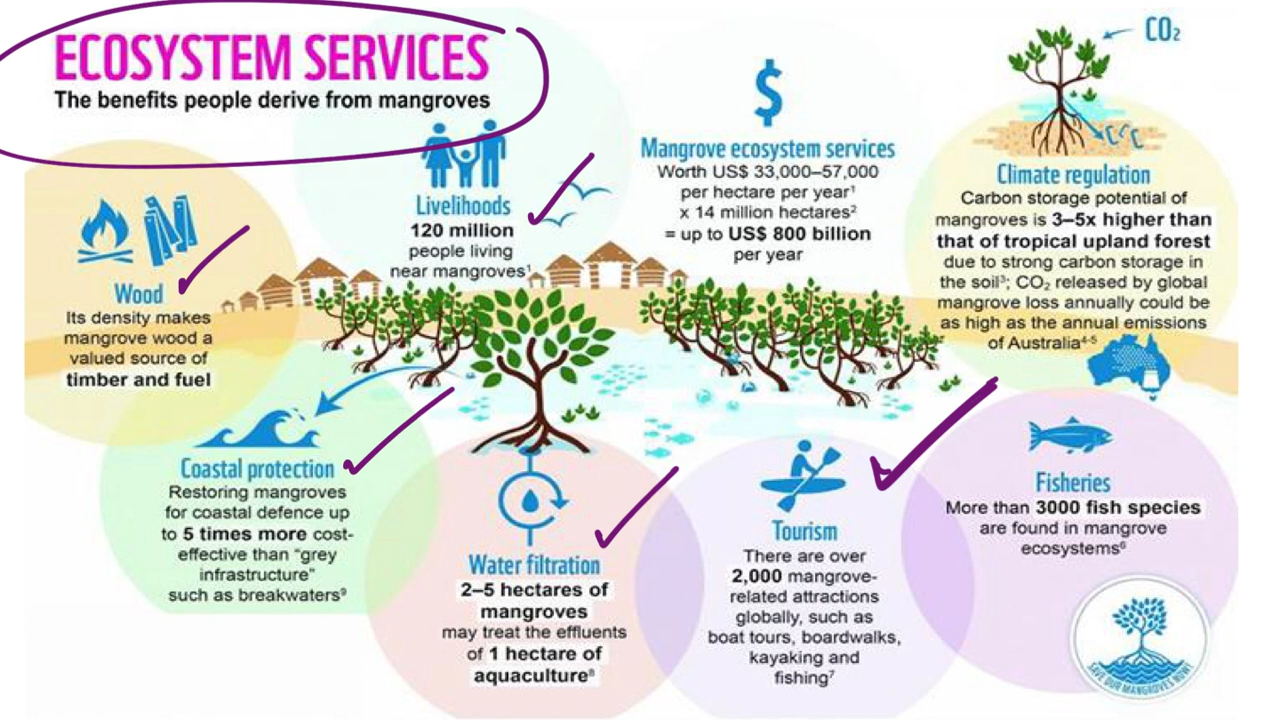 ECOSYSTEM SERVICES
The benefits people derive from mangroves
Livelihoods
120 million
people living
near mangroves¹
$
Mangrove ecosystem services
Worth US$ 33,000–57,000
per hectare per year¹
x 14 million hectares²
= up to US$ 800 billion
per year
CO₂
C C
Climate regulation
Carbon storage potential of
mangroves is 3–5x higher than
that of tropical upland forest
due to strong carbon storage in
the soil³; CO₂ released by global
mangrove loss annually could be
as high as the annual emissions
of Australia⁴⁻⁵
Wood
Its density makes
mangrove wood a
valued source of
timber and fuel
Coastal protection
Restoring mangroves
for coastal defence up
to 5 times more cost-
effective than “grey
infrastructure”
such as breakwaters⁹
Water filtration
2–5 hectares of
mangroves
may treat the effluents
of 1 hectare of
aquaculture⁸
Tourism
There are over
2,000 mangrove-
related attractions
globally, such as
boat tours, boardwalks,
kayaking and
fishing⁷
Fisheries
More than 3000 fish species
are found in mangrove
ecosystems⁶
SAVE OUR MANGROVES NOW!